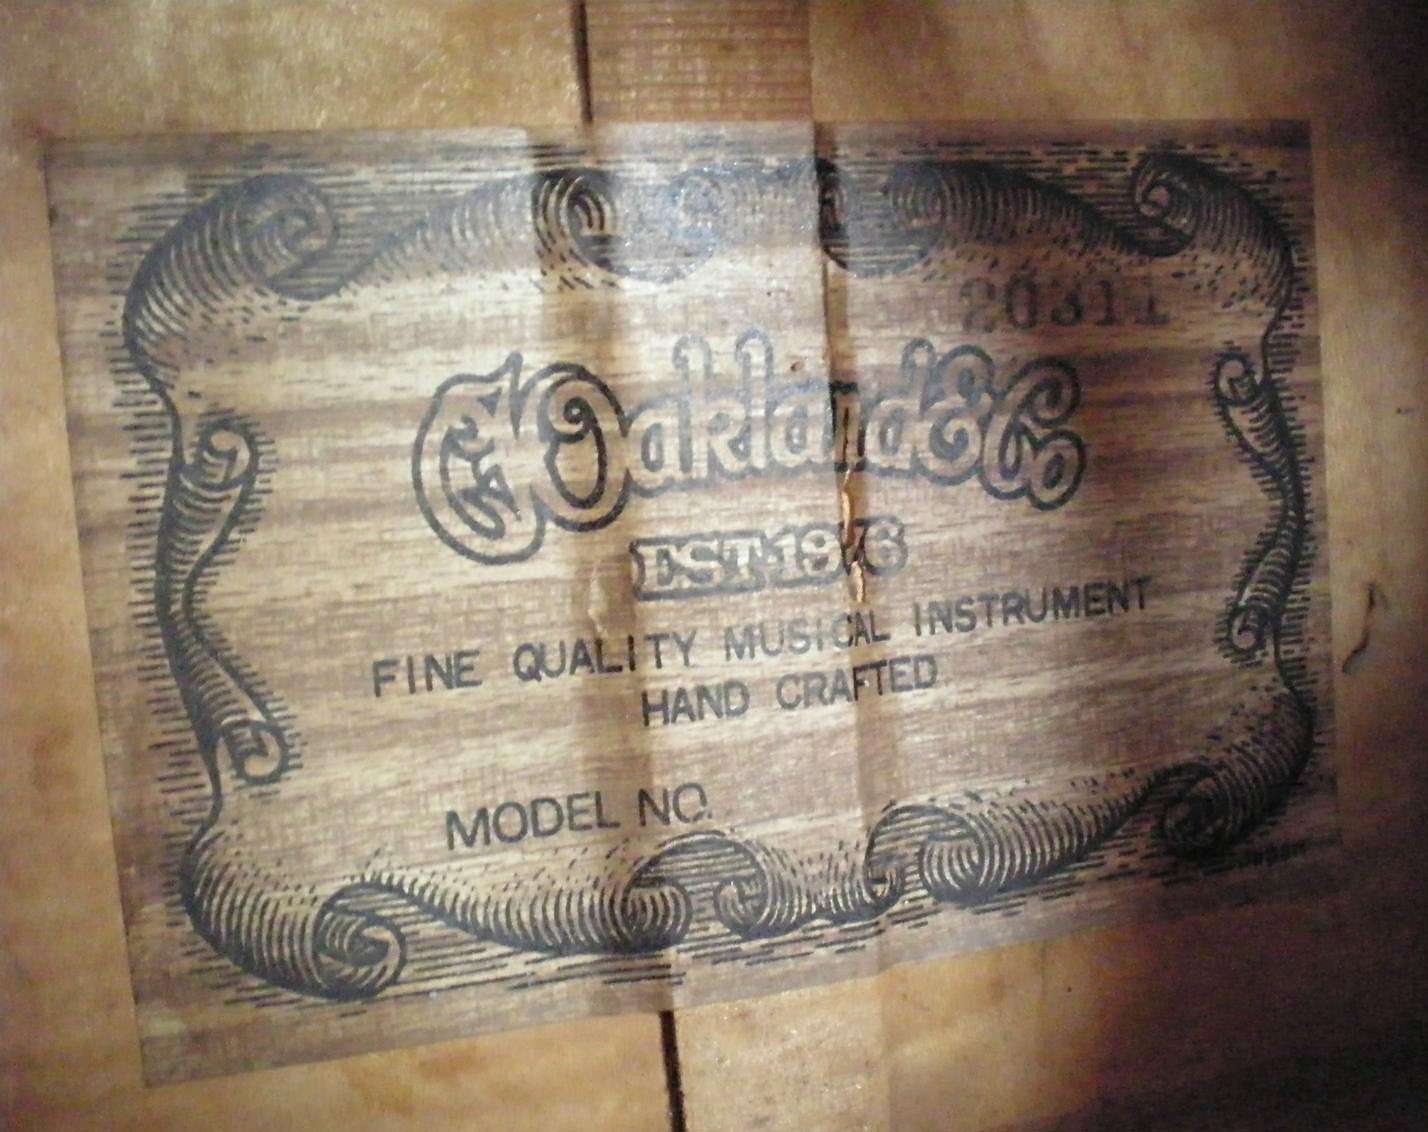 20311
Oakland & Co
EST. 1976
FINE QUALITY MUSICAL INSTRUMENT
HAND CRAFTED
MODEL NO.